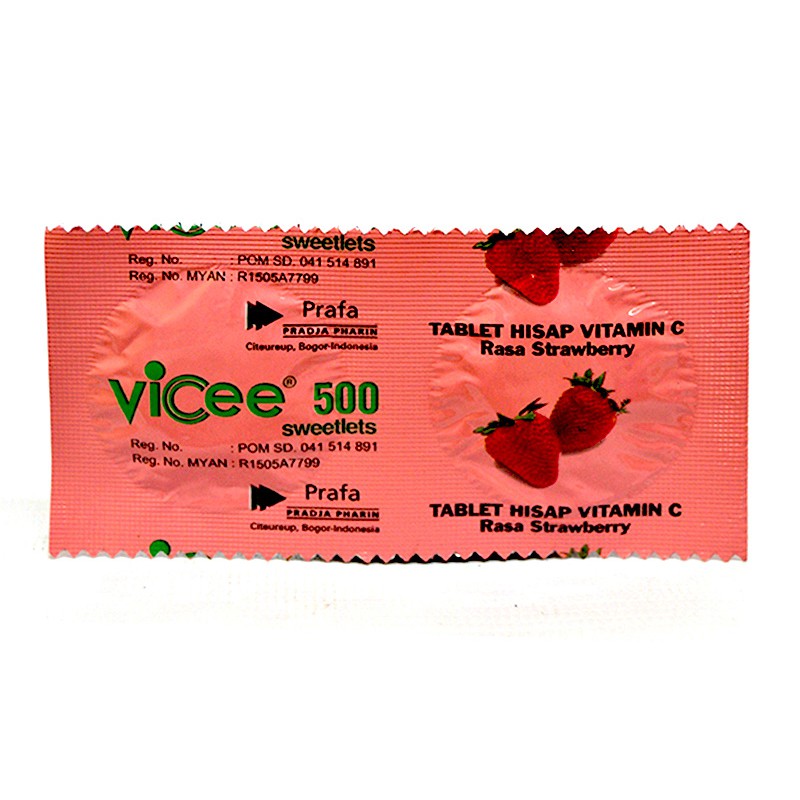 sweetlets
Reg. No. : POM SD. 041 514 891
Reg. No. MYAN : R1505A7799
Prafa
PRADJA PHARIN
Citeureup, Bogor-Indonesia
TABLET HISAP VITAMIN C
Rasa Strawberry
vicee® 500
sweetlets
Reg. No. : POM SD. 041 514 891
Reg. No. MYAN : R1505A7799
Prafa
PRADJA PHARIN
Citeureup, Bogor-Indonesia
TABLET HISAP VITAMIN C
Rasa Strawberry